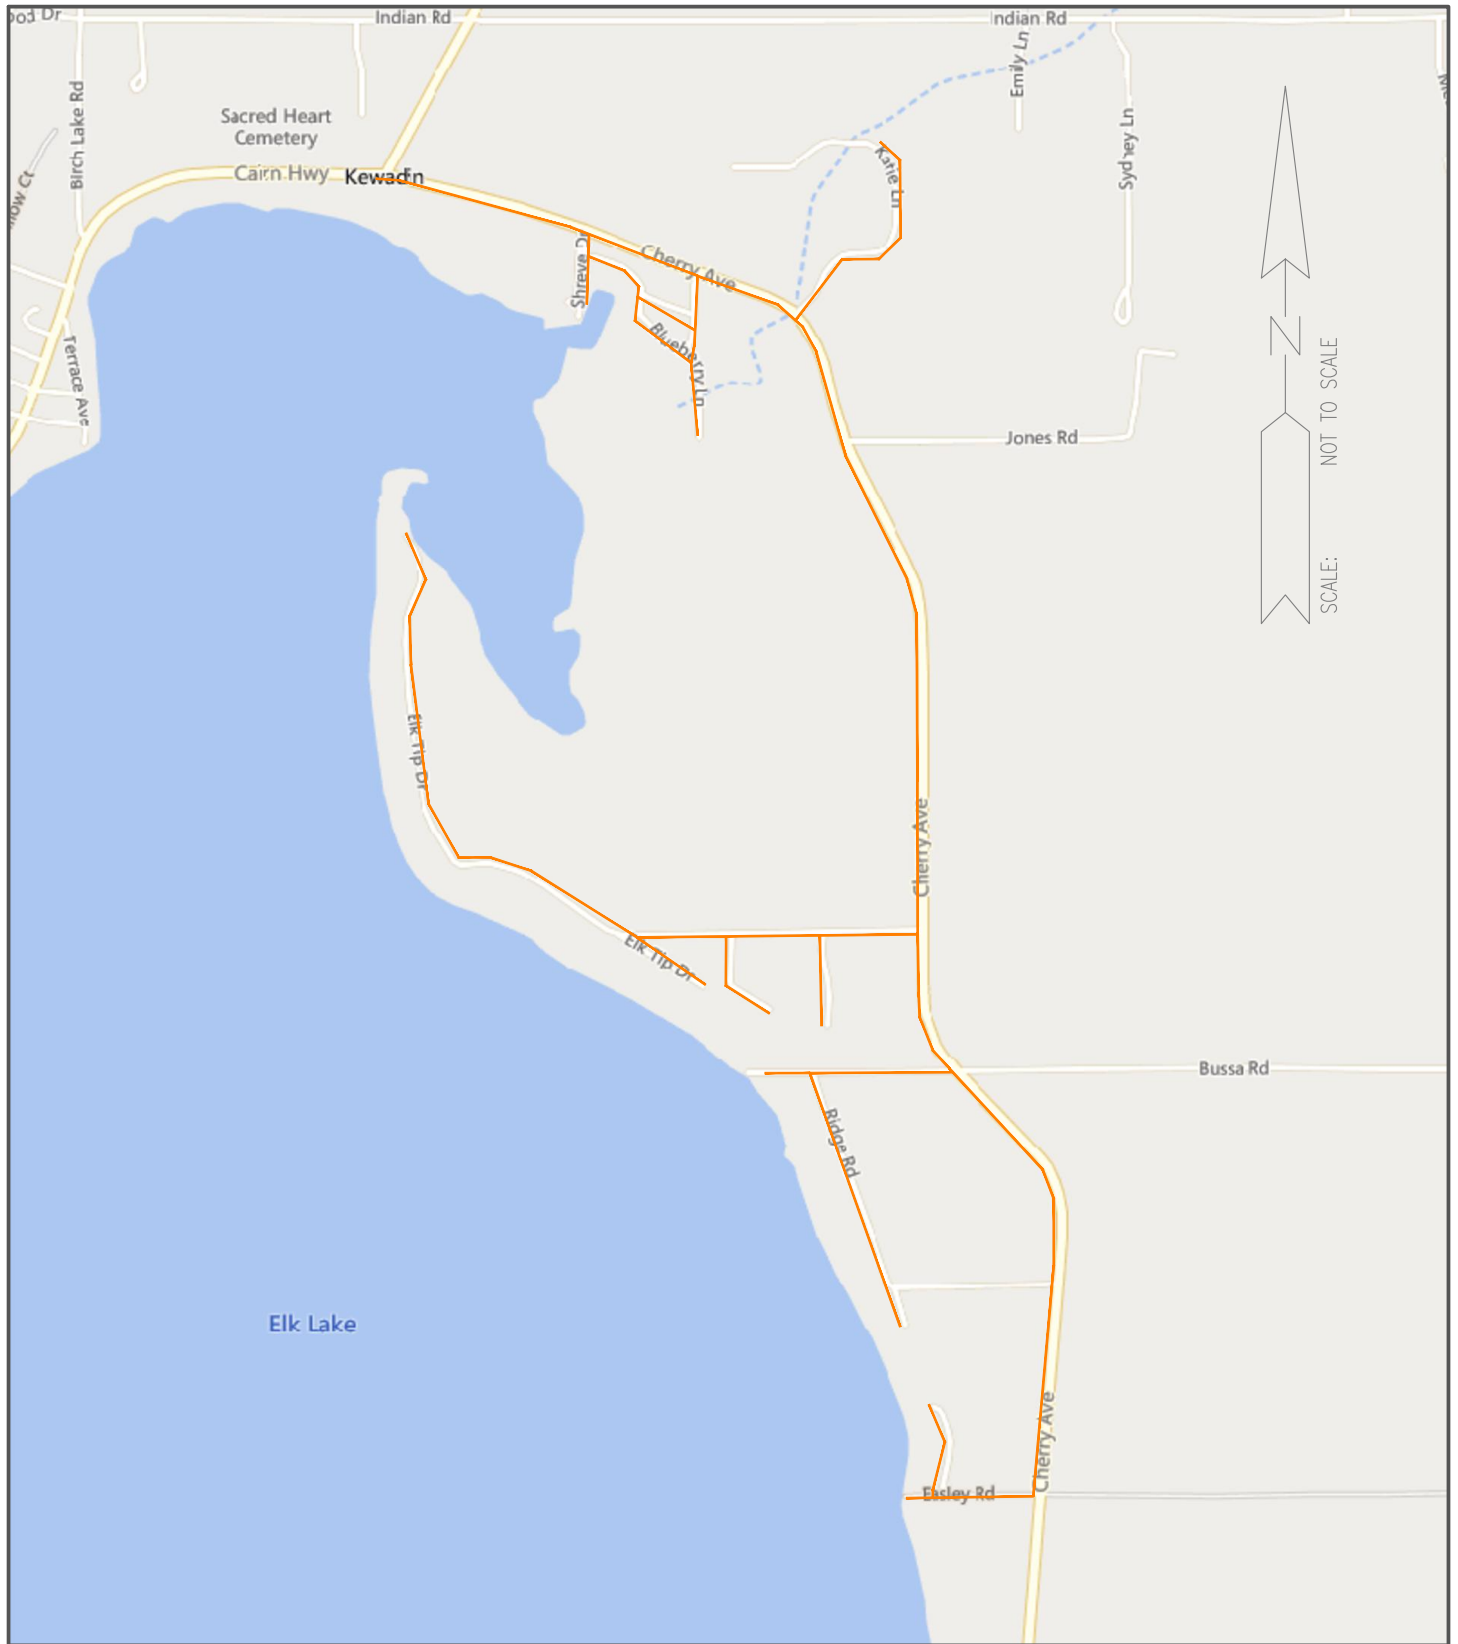 Indian Rd
Indian Rd
Emily Ln
Birch Lake Rd
Sacred Heart
Cemetery
Sydney Ln
Katie Ln
Cairn Hwy
Kewadin
Cherry Ave
Shreve Dr
Blueberry Ln
Terrace Ave
Jones Rd
N
SCALE: NOT TO SCALE
Elk Tip Dr
Cherry Ave
Elk Tip Dr
Bussa Rd
Ridge Rd
Elk Lake
Cherry Ave
Easley Rd